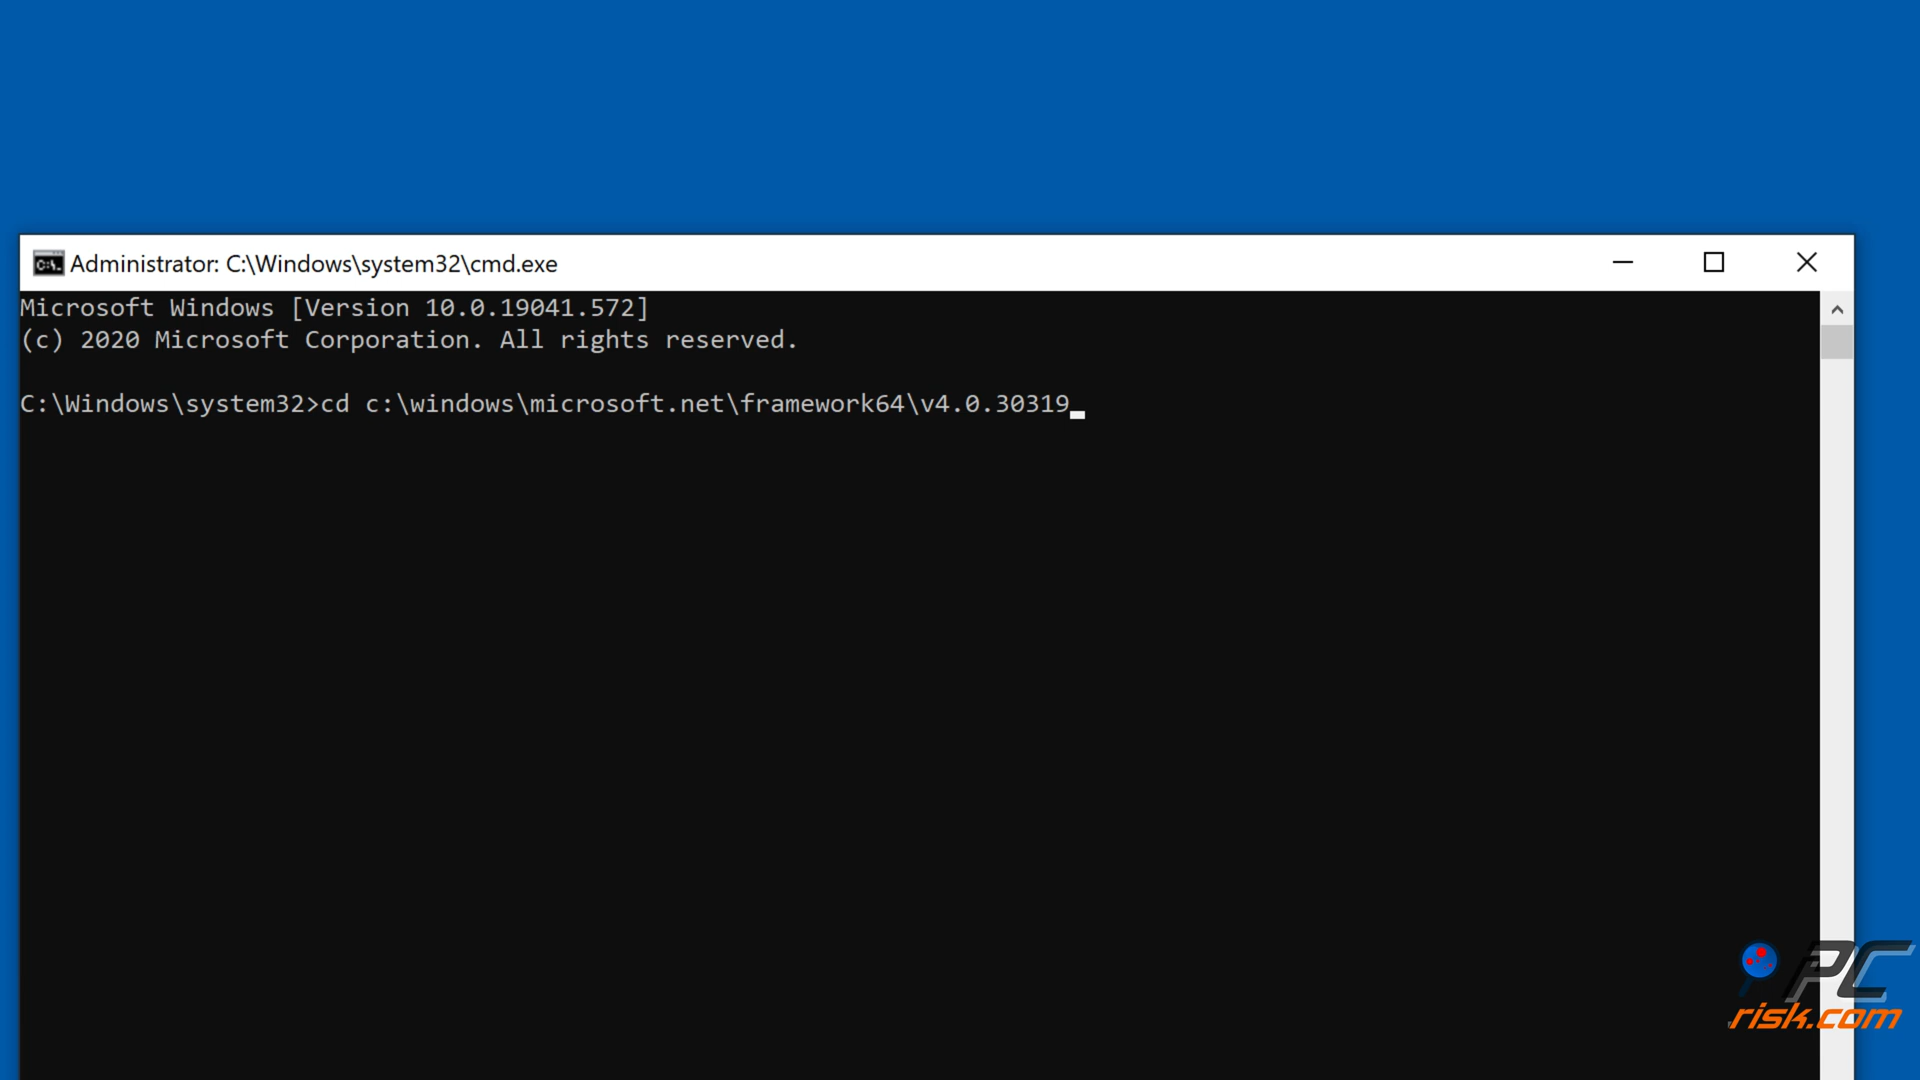 Administrator: C:\Windows\system32\cmd.exe
Microsoft Windows [Version 10.0.19041.572]
(c) 2020 Microsoft Corporation. All rights reserved.
C:\Windows\system32>cd c:\windows\microsoft.net\framework64\v4.0.30319
PC
risk.com